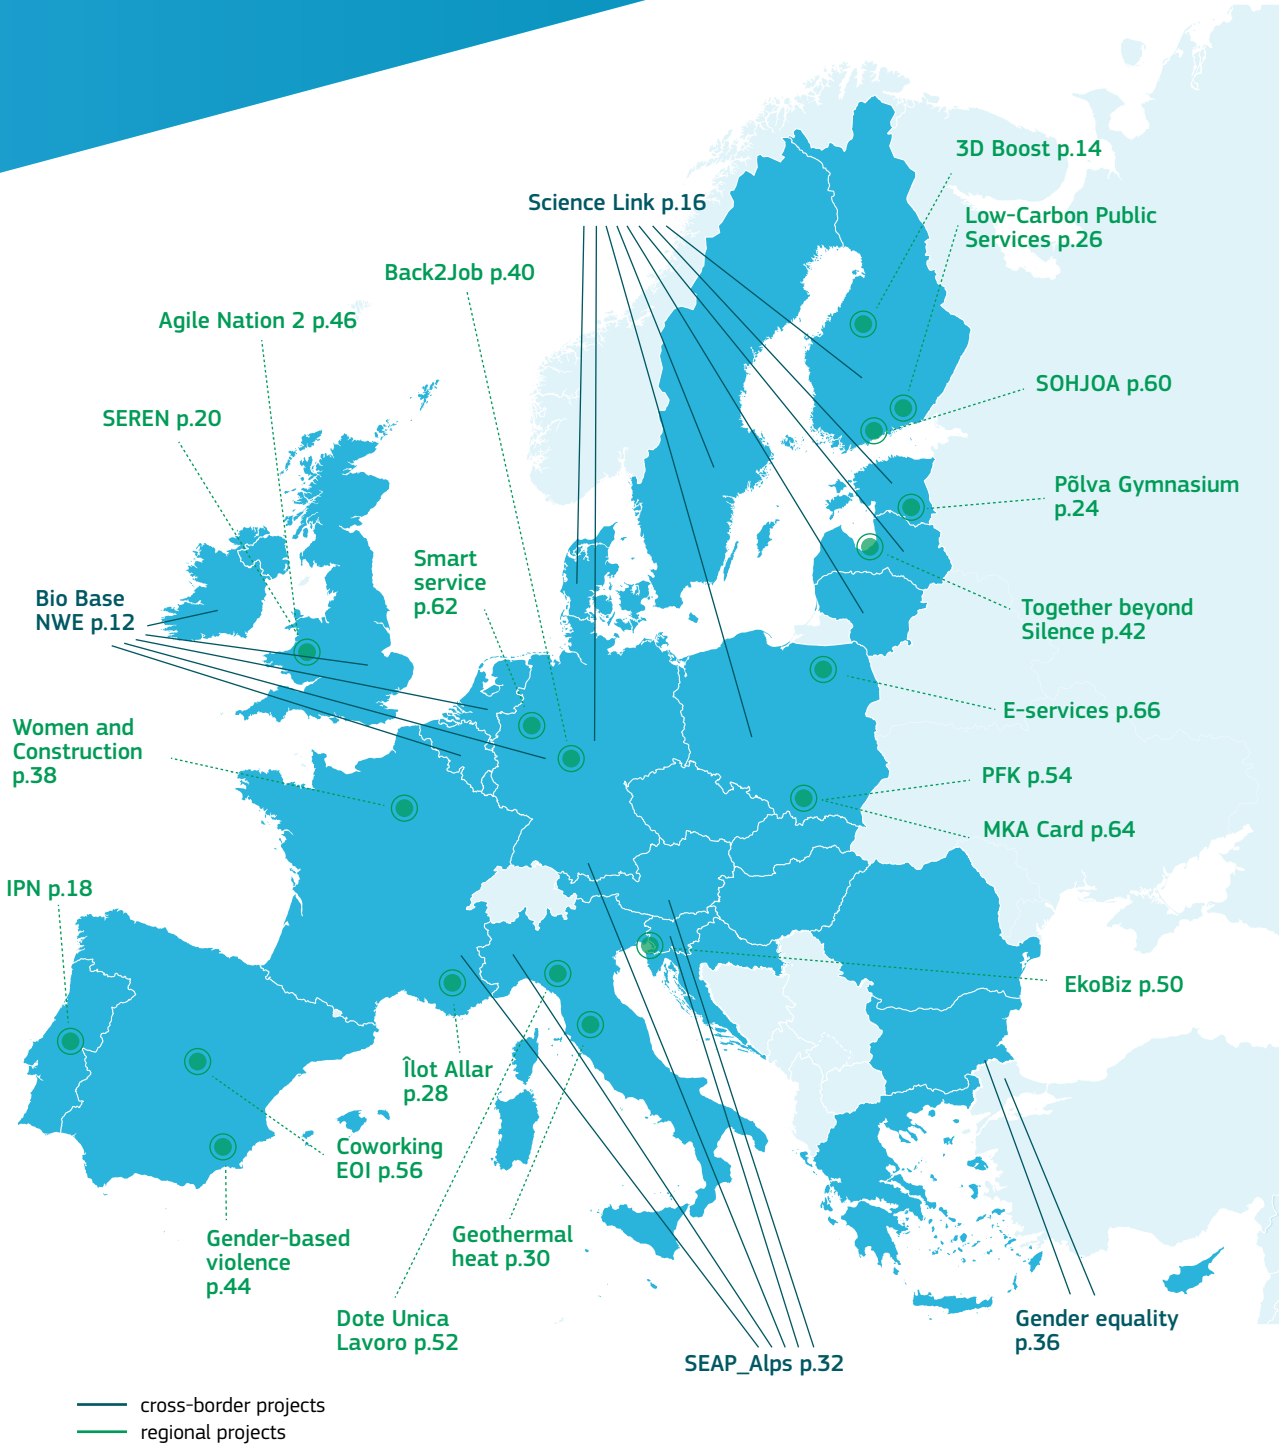 3D Boost p.14
Science Link p.16
Low-Carbon Public
Services p.26
Back2Job p.40
Agile Nation 2 p.46
SOHJOA p.60
SEREN p.20
Põlva Gymnasium
p.24
Smart
service
p.62
Bio Base
NWE p.12
Together beyond
Silence p.42
E-services p.66
Women and
Construction
p.38
PFK p.54
MKA Card p.64
IPN p.18
EkoBiz p.50
Îlot Allar
p.28
Coworking
EOI p.56
Gender-based
violence
p.44
Geothermal
heat p.30
Dote Unica
Lavoro p.52
Gender equality
p.36
SEAP_Alps p.32
cross-border projects
regional projects